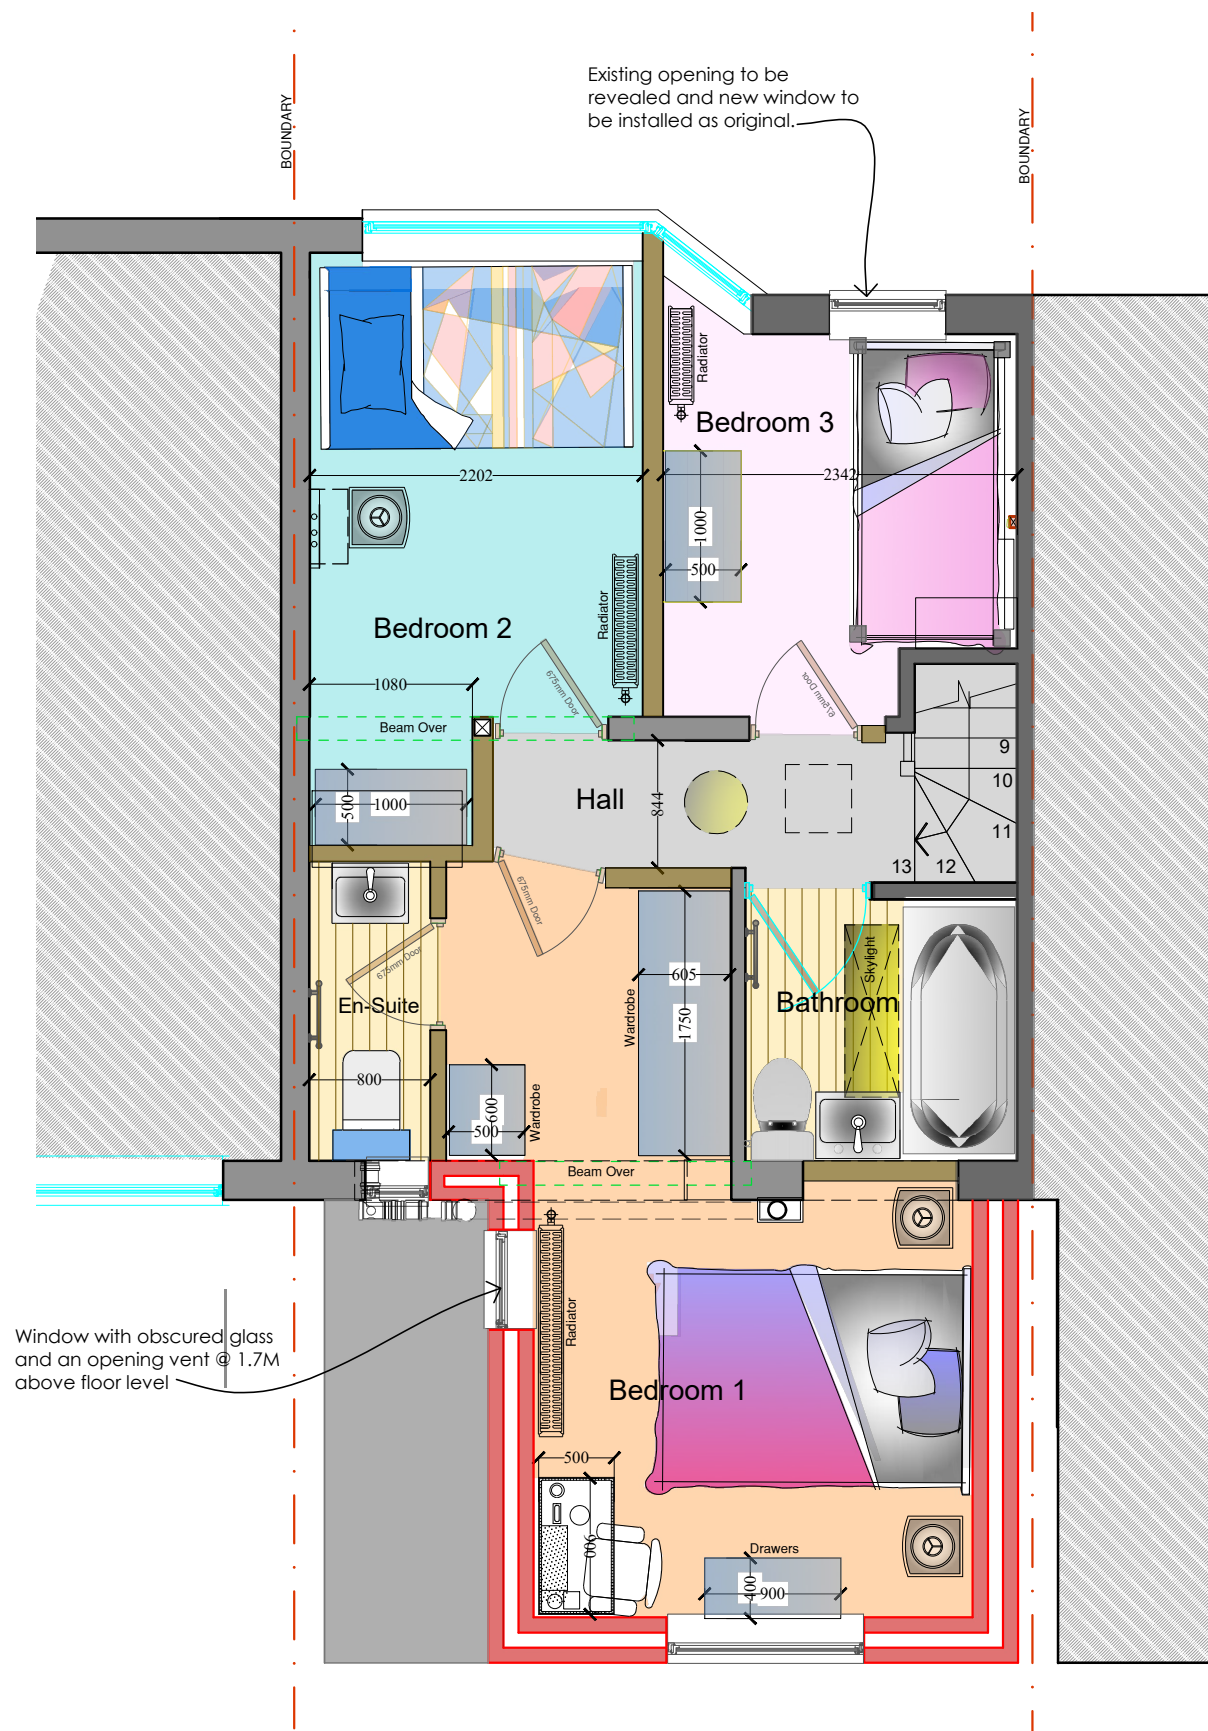 Existing opening to be
revealed and new window to
be installed as original.
BOUNDARY
BOUNDARY
Radiator
Bedroom 3
2202
2342
1000
500
Radiator
Bedroom 2
675mm Door
675mm Door
1080
Beam Over
9
10
11
12
13
Hall
844
500
1000
675mm Door
675mm Door
En-Suite
800
605
1750
Wardrobe
Skylight
Bathroom
600
500
Wardrobe
Beam Over
Radiator
Window with obscured glass
and an opening vent @ 1.7M
above floor level
Bedroom 1
500
900
Drawers
400
900